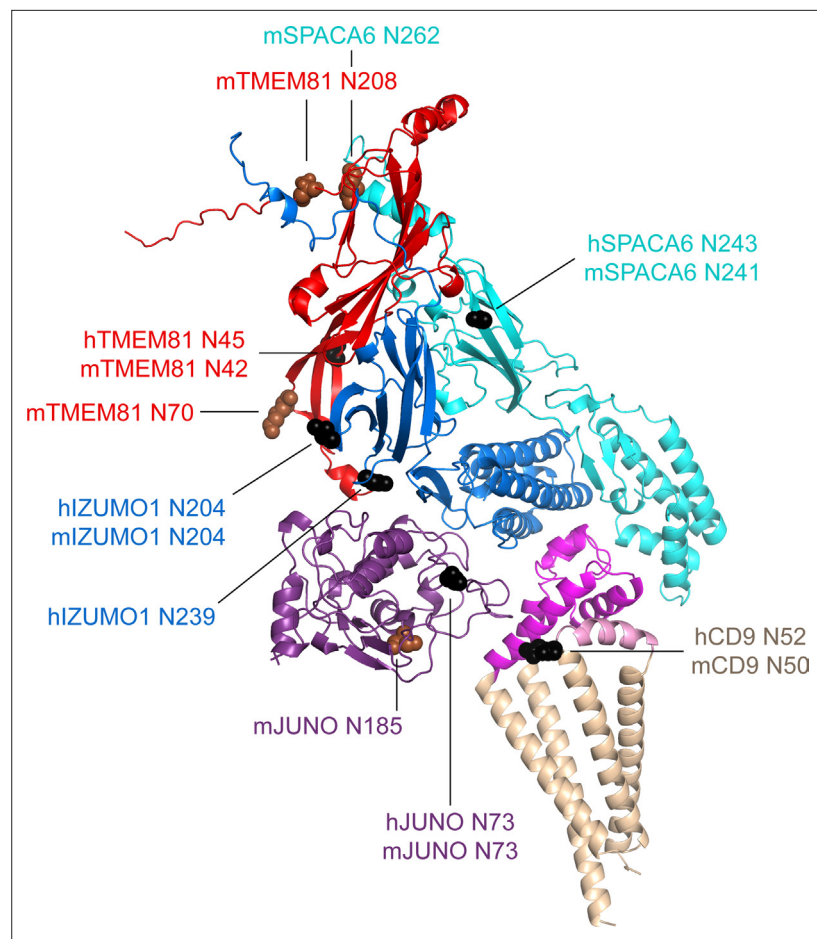 mSPACA6 N262
mTMEM81 N208
hSPACA6 N243
mSPACA6 N241
hTMEM81 N45
mTMEM81 N42
mTMEM81 N70
hIZUMO1 N204
mIZUMO1 N204
hIZUMO1 N239
hCD9 N52
mCD9 N50
mJUNO N185
hJUNO N73
mJUNO N73